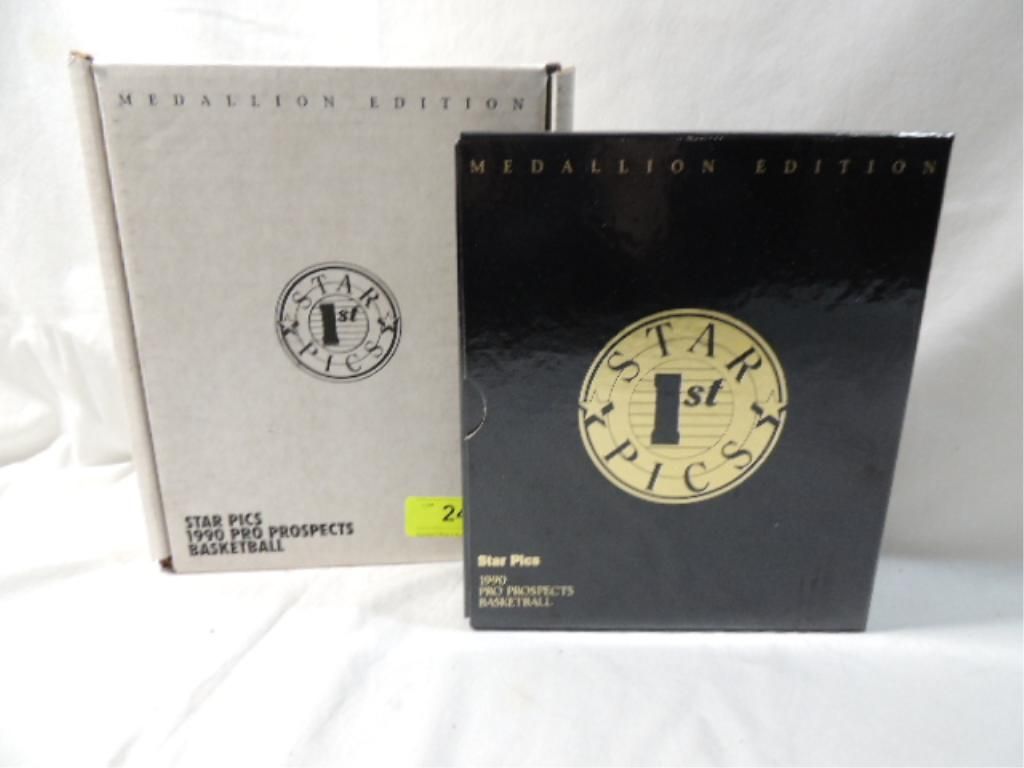 MEDALLION EDITION
STAR
1st
PICS
STAR PICS
1990 PRO PROSPECTS
BASKETBALL
MEDALLION EDITION
STAR
1st
PICS
Star Pics
1990
PRO PROSPECTS
BASKETBALL